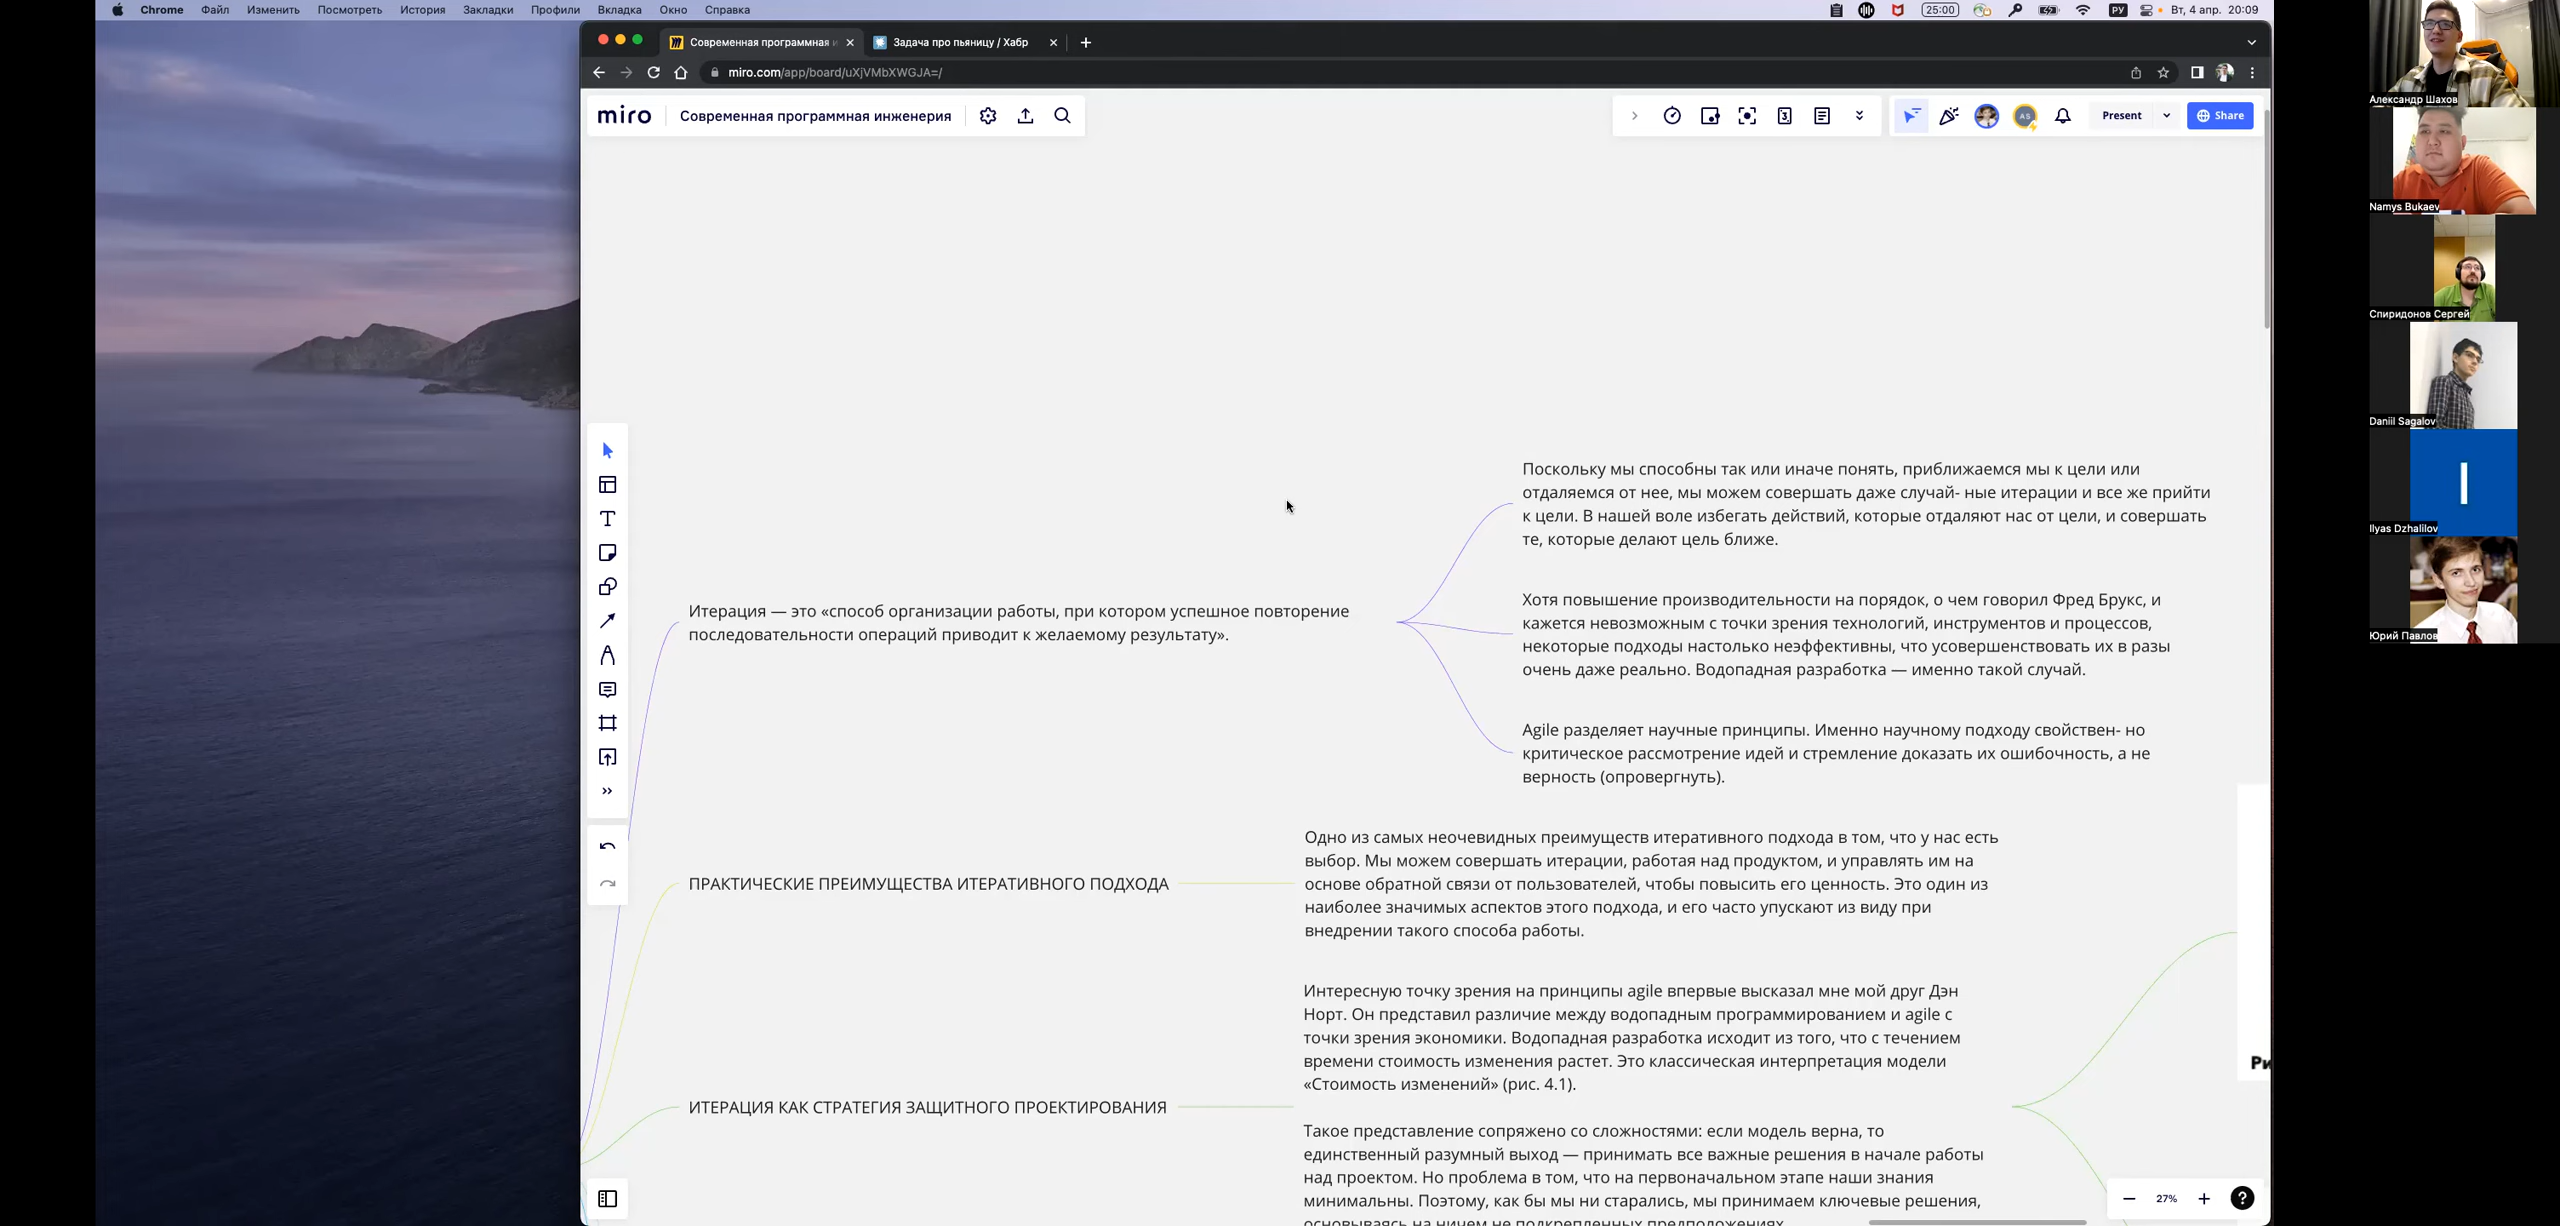 Chrome Файл Изменить Посмотреть История Закладки Профили Вкладка Окно Справка
25:00 РУ Вт, 4 апр. 20:09
Современная программная и
Задача про пьяницу / Хабр
miro.com/app/board/uXjVMbXWGJA=/
miro Современная программная инженерия
3 AS Present Share
Поскольку мы способны так или иначе понять, приближаемся мы к цели или
отдаляемся от нее, мы можем совершать даже случай- ные итерации и все же прийти
к цели. В нашей воле избегать действий, которые отдаляют нас от цели, и совершать
те, которые делают цель ближе.
Итерация — это «способ организации работы, при котором успешное повторение
последовательности операций приводит к желаемому результату».
Хотя повышение производительности на порядок, о чем говорил Фред Брукс, и
кажется невозможным с точки зрения технологий, инструментов и процессов,
некоторые подходы настолько неэффективны, что усовершенствовать их в разы
очень даже реально. Водопадная разработка — именно такой случай.
Agile разделяет научные принципы. Именно научному подходу свойствен- но
критическое рассмотрение идей и стремление доказать их ошибочность, а не
верность (опровергнуть).
ПРАКТИЧЕСКИЕ ПРЕИМУЩЕСТВА ИТЕРАТИВНОГО ПОДХОДА
Одно из самых неочевидных преимуществ итеративного подхода в том, что у нас есть
выбор. Мы можем совершать итерации, работая над продуктом, и управлять им на
основе обратной связи от пользователей, чтобы повысить его ценность. Это один из
наиболее значимых аспектов этого подхода, и его часто упускают из виду при
внедрении такого способа работы.
ИТЕРАЦИЯ КАК СТРАТЕГИЯ ЗАЩИТНОГО ПРОЕКТИРОВАНИЯ
Интересную точку зрения на принципы agile впервые высказал мне мой друг Дэн
Норт. Он представил различие между водопадным программированием и agile с
точки зрения экономики. Водопадная разработка исходит из того, что с течением
времени стоимость изменения растет. Это классическая интерпретация модели
«Стоимость изменений» (рис. 4.1).
Такое представление сопряжено со сложностями: если модель верна, то
единственный разумный выход — принимать все важные решения в начале работы
над проектом. Но проблема в том, что на первоначальном этапе наши знания
минимальны. Поэтому, как бы мы ни старались, мы принимаем ключевые решения,
основываясь на ничем не подкрепленных предположениях.
Ри
27%
Александр Шахов
Namys Bukaev
Спиридонов Сергей
Daniil Sagalov
I
Ilyas Dzhalilov
Юрий Павлов